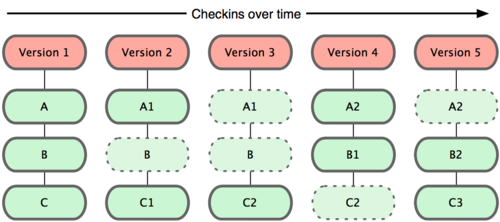 Checkins over time
Version 1 Version 2 Version 3 Version 4 Version 5
A A1 A1 A2 A2
B B B B1 B2
C C1 C2 C2 C3